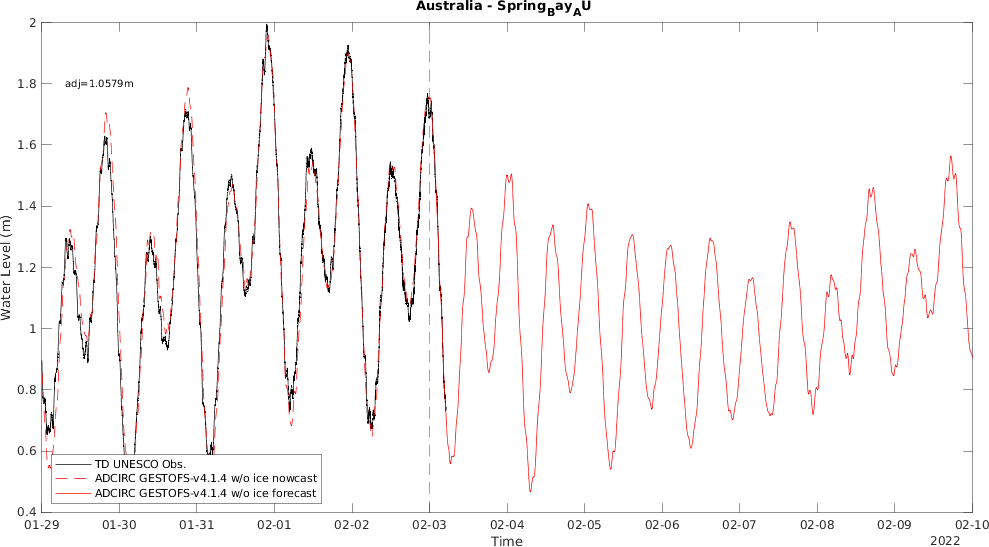 Australia - SpringBayAU
adj=1.0579m
Water Level (m)
2
1.8
1.6
1.4
1.2
1
0.8
0.6
0.4
TD UNESCO Obs.
ADCIRC GESTOFS-v4.1.4 w/o ice nowcast
ADCIRC GESTOFS-v4.1.4 w/o ice forecast
01-29 01-30 01-31 02-01 02-02 02-03 02-04 02-05 02-06 02-07 02-08 02-09 02-10
Time
2022